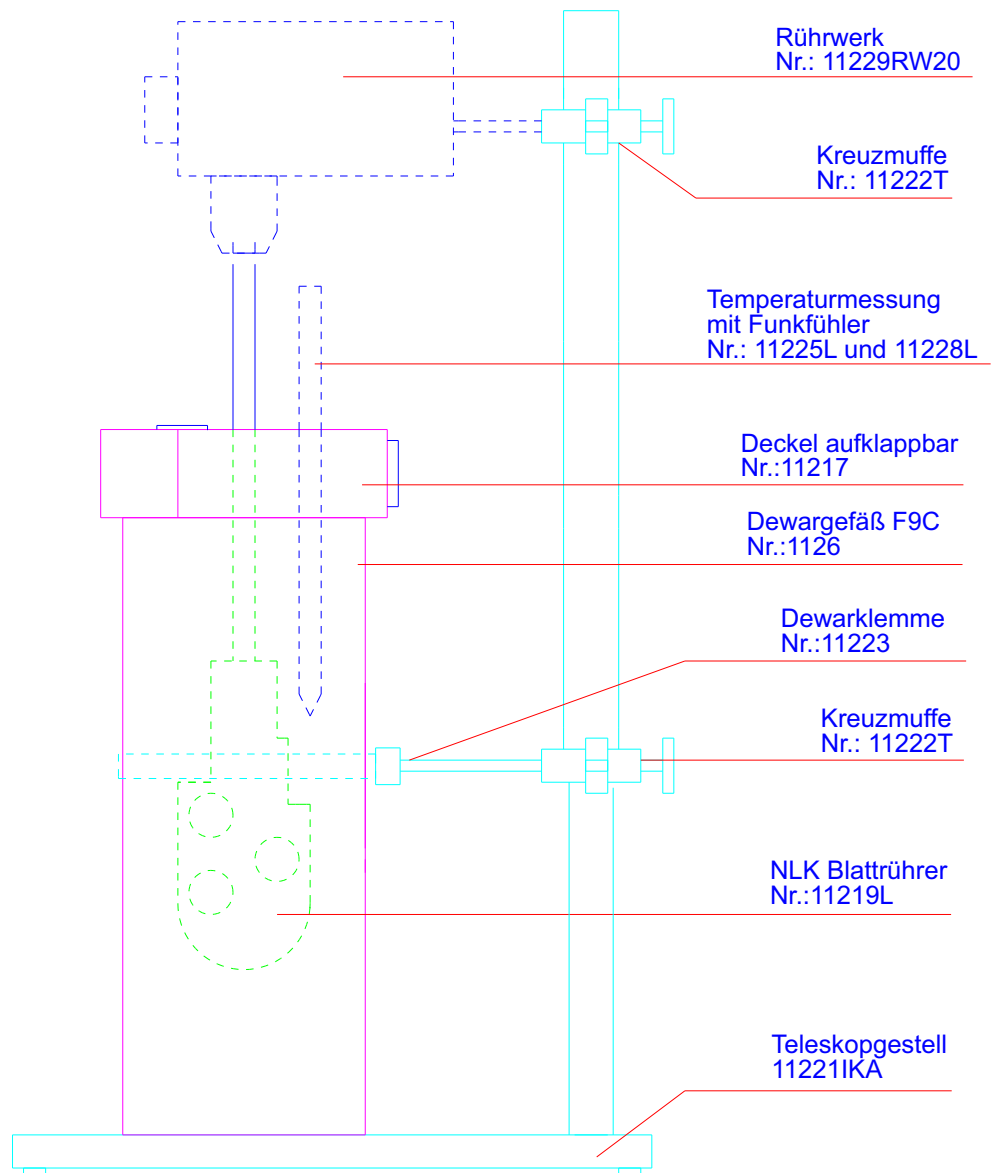 Rührwerk
Nr.: 11229RW20
Kreuzmuffe
Nr.: 11222T
Temperaturmessung
mit Funkfühler
Nr.: 11225L und 11228L
Deckel aufklappbar
Nr.:11217
Dewargefäß F9C
Nr.:1126
Dewarklemme
Nr.:11223
Kreuzmuffe
Nr.: 11222T
NLK Blattrührer
Nr.:11219L
Teleskopgestell
11221IKA